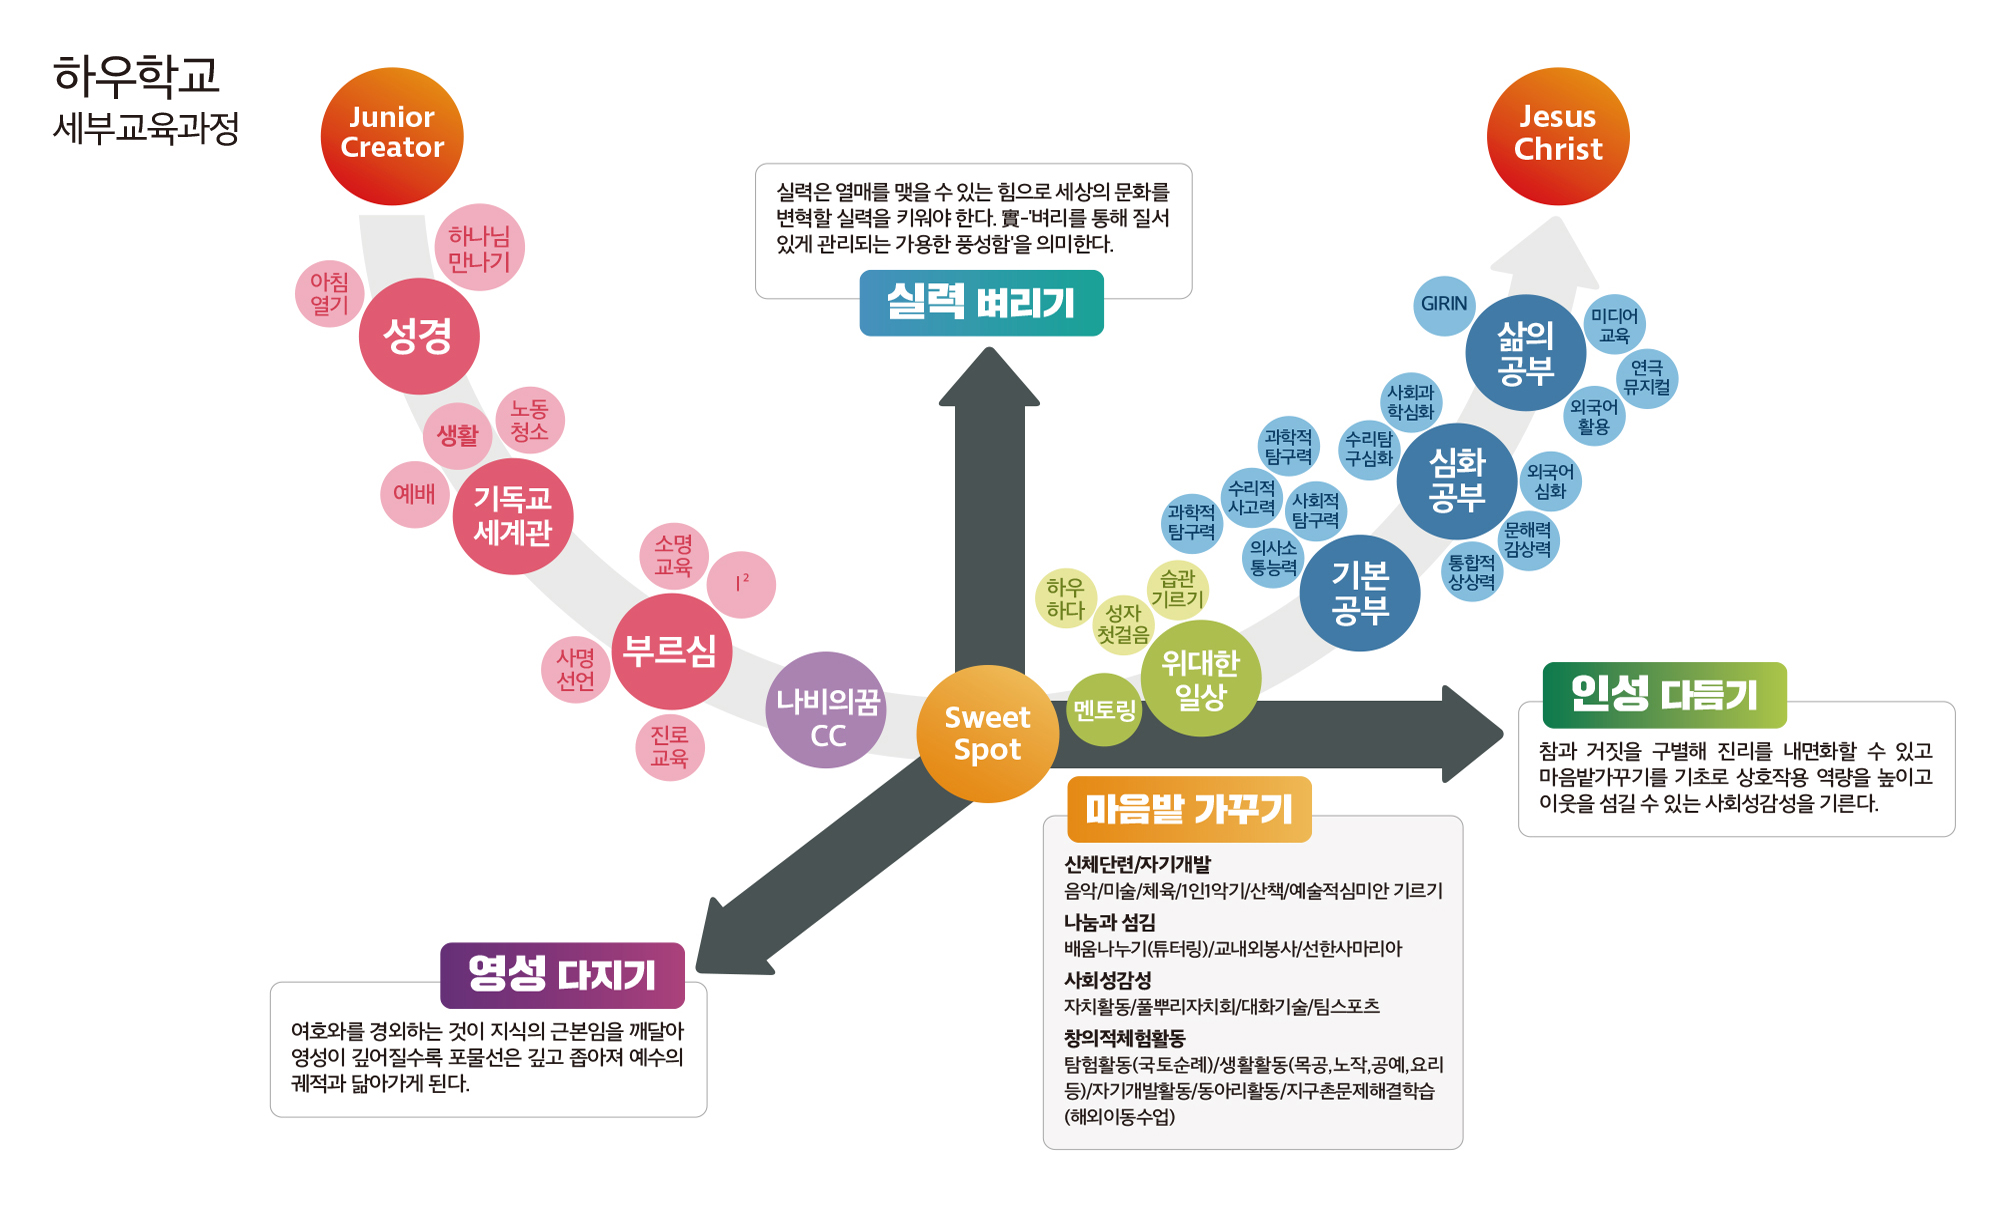 하우학교
세부교육과정
Junior
Creator
하나님
만나기
아침
열기
성경
생활
노동
청소
예배
기독교
세계관
소명
교육
I²
부르심
사명
선언
진로
교육
나비의꿈
CC
Sweet
Spot
실력은 열매를 맺을 수 있는 힘으로 세상의 문화를
변혁할 실력을 키워야 한다. 實-'벼리를 통해 질서
있게 관리되는 가용한 풍성함'을 의미한다.
실력 벼리기
Jesus
Christ
GIRIN
삶의
공부
미디어
교육
연극
뮤지컬
외국어
활용
사회과
학심화
수리탐
구심화
심화
공부
외국어
심화
문해력
감상력
통합적
상상력
과학적
탐구력
수리적
사고력
사회적
탐구력
과학적
탐구력
의사소
통능력
기본
공부
하우
하다
성자
첫걸음
습관
기르기
위대한
일상
멘토링
인성 다듬기
참과 거짓을 구별해 진리를 내면화할 수 있고
마음밭가꾸기를 기초로 상호작용 역량을 높이고
이웃을 섬길 수 있는 사회성감성을 기른다.
마음밭 가꾸기
신체단련/자기개발
음악/미술/체육/1인1악기/산책/예술적심미안 기르기
나눔과 섬김
배움나누기(튜터링)/교내외봉사/선한사마리아
사회성감성
자치활동/풀뿌리자치회/대화기술/팀스포츠
창의적체험활동
탐험활동(국토순례)/생활활동(목공,노작,공예,요리
등)/자기개발활동/동아리활동/지구촌문제해결학습
(해외이동수업)
영성 다지기
여호와를 경외하는 것이 지식의 근본임을 깨달아
영성이 깊어질수록 포물선은 깊고 좁아져 예수의
궤적과 닮아가게 된다.